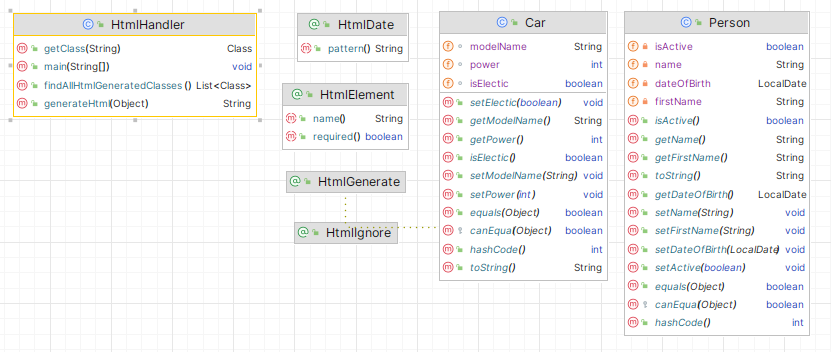 HtmlHandler
getClass(String) Class
main(String[]) void
findAllHtmlGeneratedClasses() List<Class>
generateHtml(Object) String
HtmlDate
pattern() String
HtmlElement
name() String
required() boolean
HtmlGenerate
HtmlIgnore
Car
modelName String
power int
isElectic boolean
setElectic(boolean) void
getModelName() String
getPower() int
isElectic() boolean
setModelName(String) void
setPower(int) void
equals(Object) boolean
canEqual(Object) boolean
hashCode() int
toString() String
Person
isActive boolean
name String
dateOfBirth LocalDate
firstName String
isActive() boolean
getName() String
getFirstName() String
toString() String
getDateOfBirth() LocalDate
setName(String) void
setFirstName(String) void
setDateOfBirth(LocalDate) void
setActive(boolean) void
equals(Object) boolean
canEqual(Object) boolean
hashCode() int